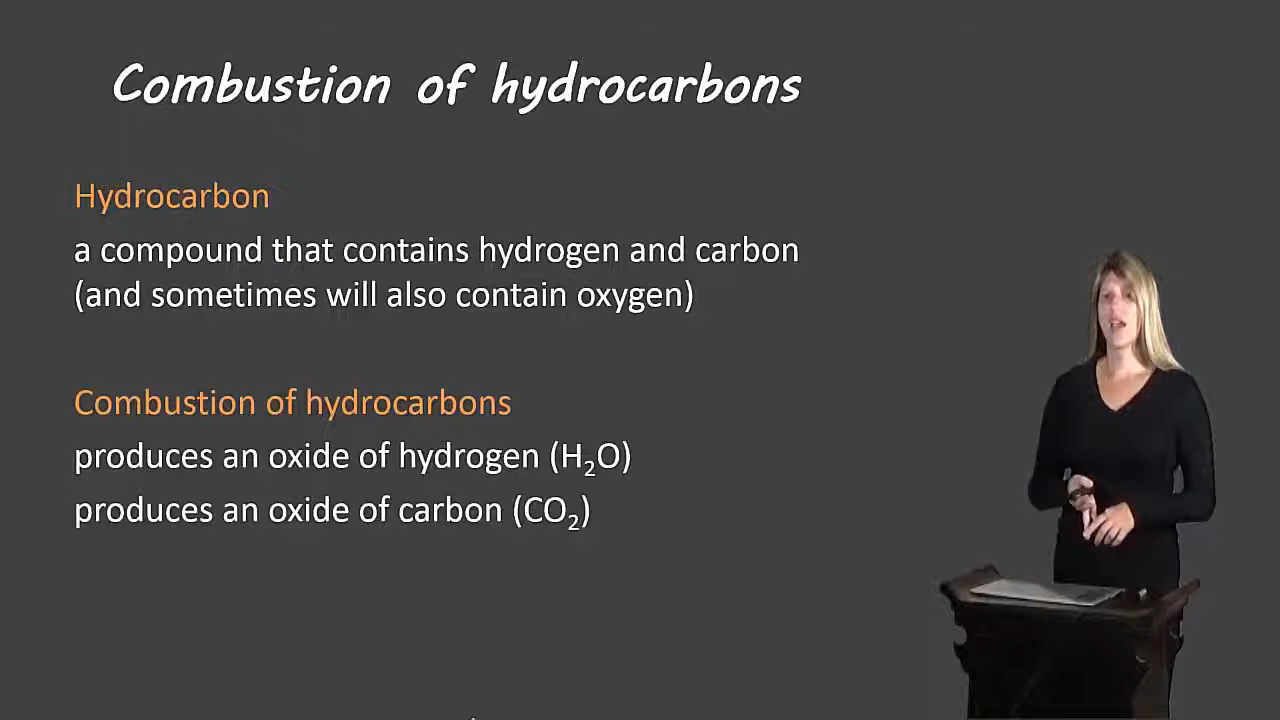 Combustion of hydrocarbons
Hydrocarbon
a compound that contains hydrogen and carbon
(and sometimes will also contain oxygen)
Combustion of hydrocarbons
produces an oxide of hydrogen (H₂O)
produces an oxide of carbon (CO₂)